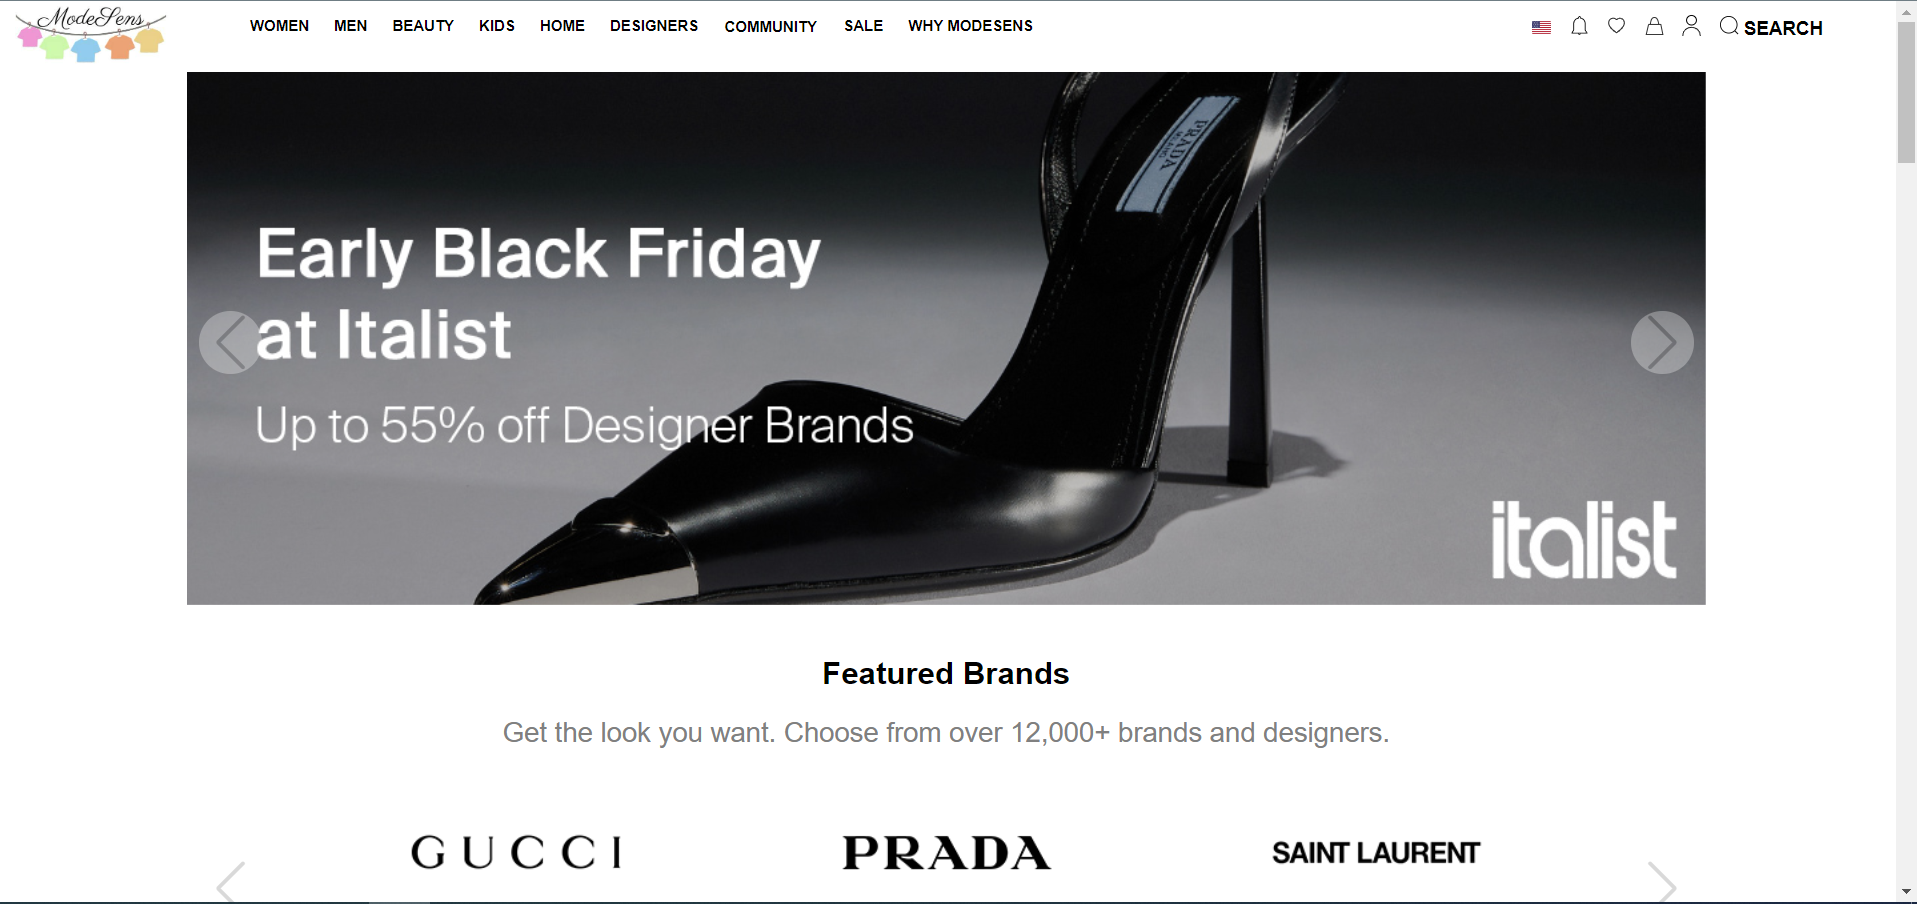 ModeSens
WOMEN MEN BEAUTY KIDS HOME DESIGNERS COMMUNITY SALE WHY MODESENS
SEARCH
PRADA
MILANO
Early Black Friday
at Italist
Up to 55% off Designer Brands
italist
Featured Brands
Get the look you want. Choose from over 12,000+ brands and designers.
GUCCI
PRADA
SAINT LAURENT